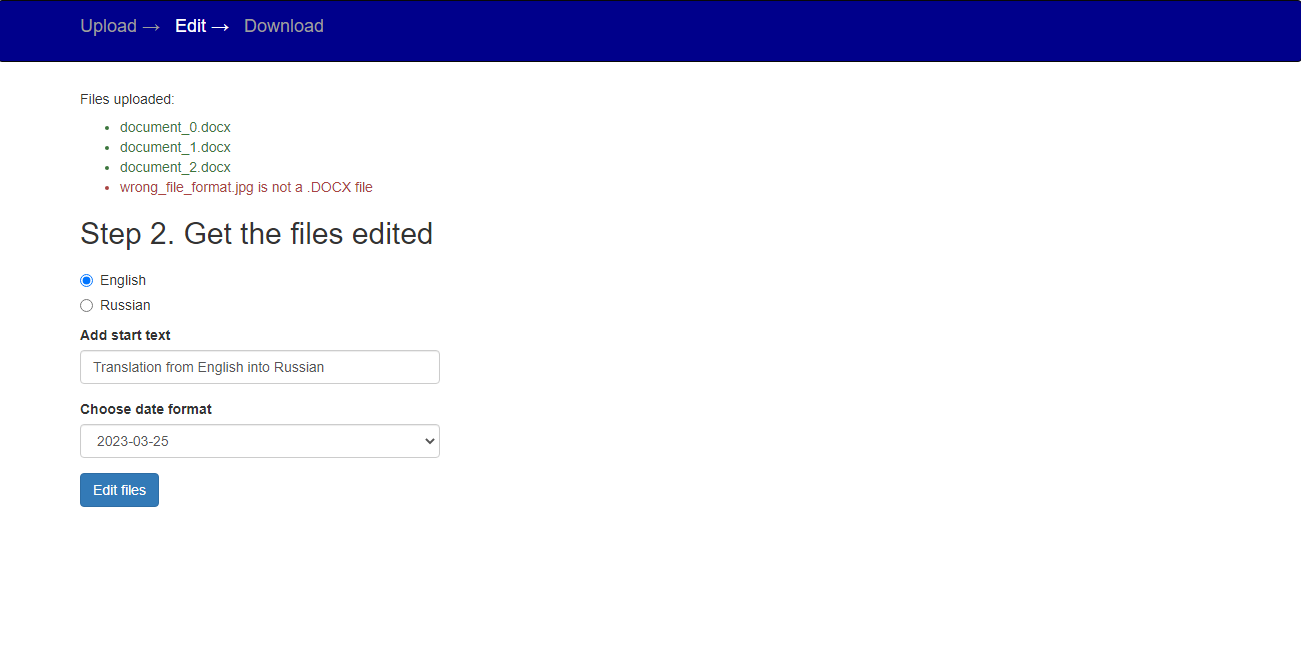 Upload → Edit → Download
Files uploaded:
• document_0.docx
• document_1.docx
• document_2.docx
• wrong_file_format.jpg is not a .DOCX file
Step 2. Get the files edited
English
Russian
Add start text
Translation from English into Russian
Choose date format
2023-03-25
Edit files